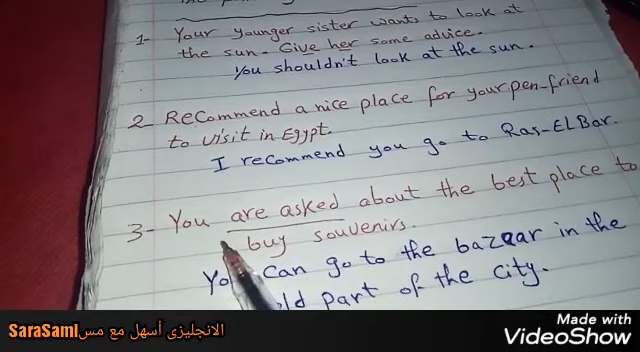 1- Your younger sister wants to look at
the sun. Give her some advice.
You shouldn't look at the sun.
2 Recommend a nice place for your pen-friend
to visit in Egypt.
I recommend you go to Ras-ELBar.
3- You are asked about the best place to
buy souvenirs.
You can go to the bazaar in the
old part of the city.
SaraSamI الانجليزى أسهل مع مس
Made with
VideoShow